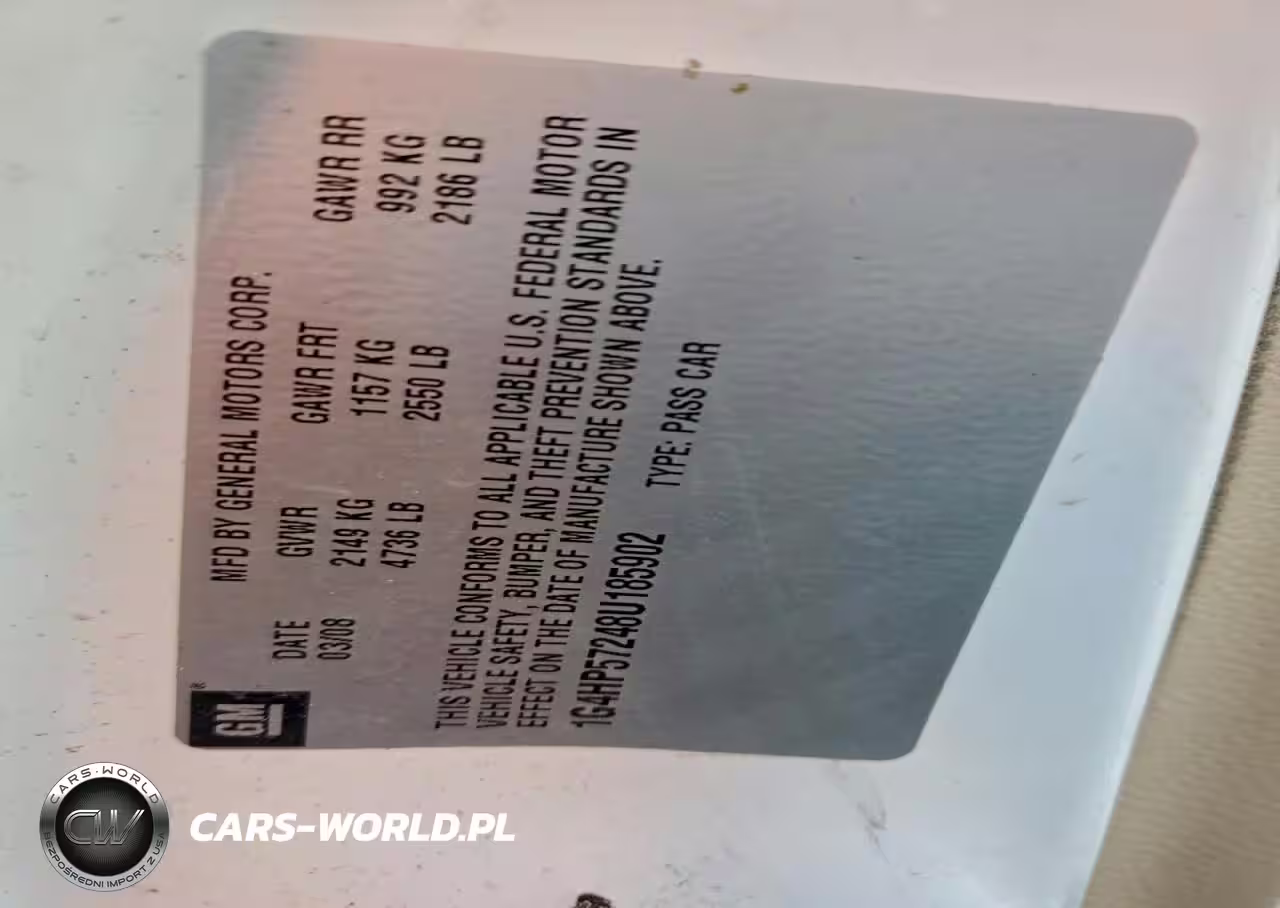 GM®
MFD BY GENERAL MOTORS CORP.
DATE GVWR GAWR FRT GAWR RR
03/08 2149 KG 1157 KG 992 KG
4736 LB 2550 LB 2186 LB
THIS VEHICLE CONFORMS TO ALL APPLICABLE U.S. FEDERAL MOTOR
VEHICLE SAFETY, BUMPER, AND THEFT PREVENTION STANDARDS IN
EFFECT ON THE DATE OF MANUFACTURE SHOWN ABOVE.
1G4HP57248U185902 TYPE: PASS CAR
CARS·WORLD
CW
BEZPOŚREDNI IMPORT Z USA
CARS-WORLD.PL